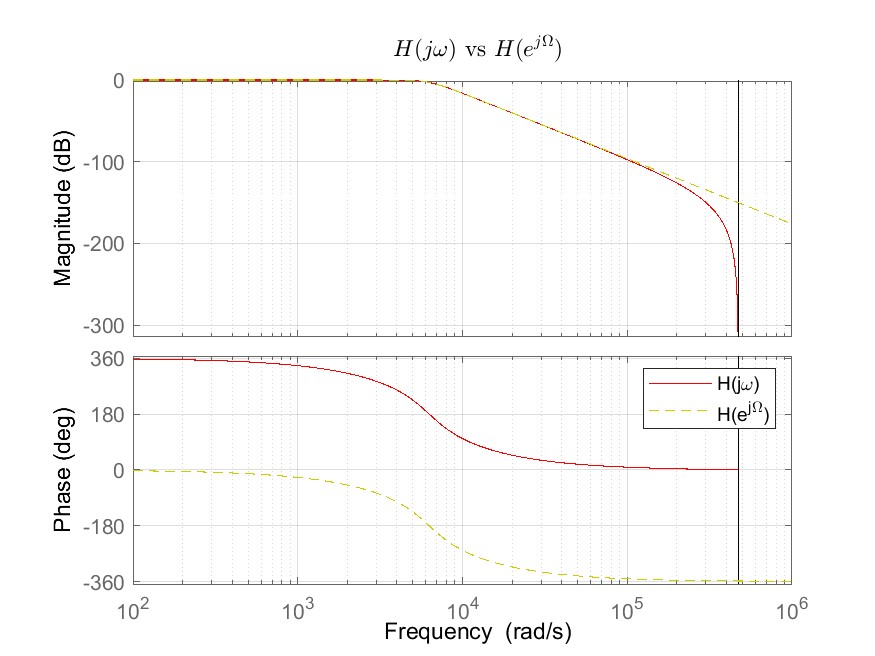 H(jω) vs H(e^{jΩ})
0
-100
-200
-300
Magnitude (dB)
360
180
0
-180
-360
Phase (deg)
H(jω)
H(e^{jΩ})
10^2
10^3
10^4
10^5
10^6
Frequency (rad/s)